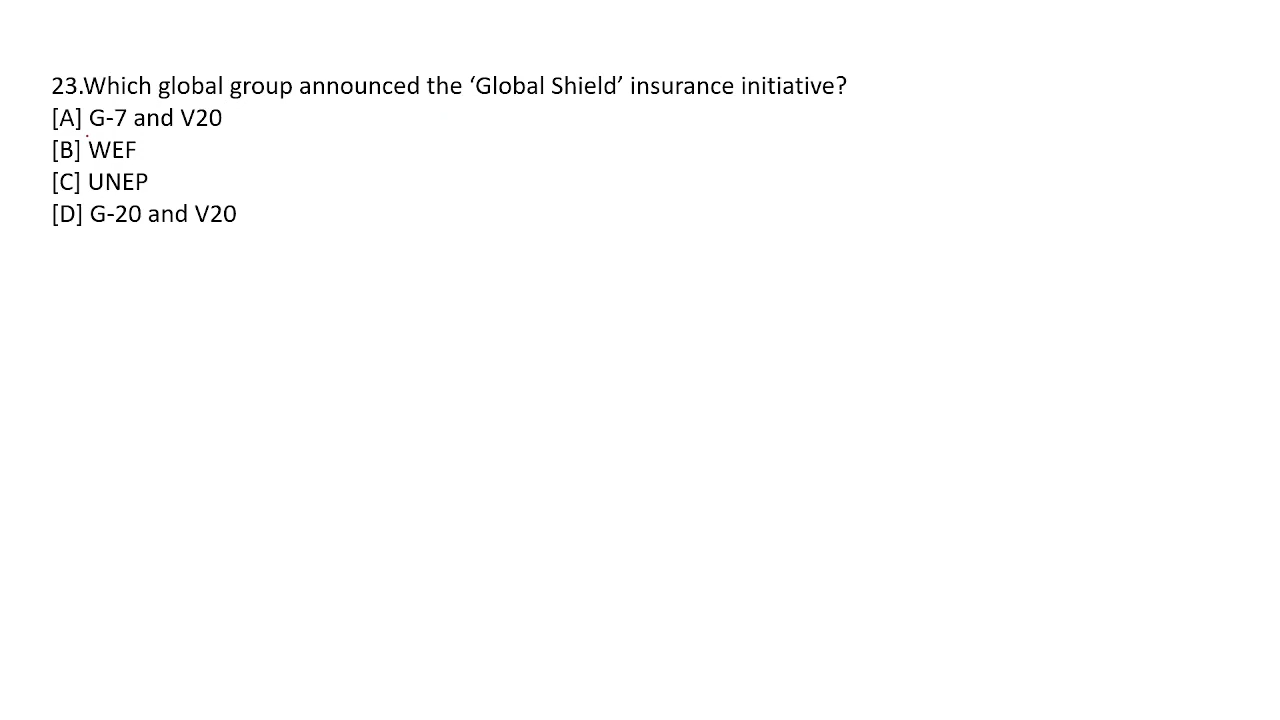 23.Which global group announced the ‘Global Shield’ insurance initiative?
[A] G-7 and V20
[B] WEF
[C] UNEP
[D] G-20 and V20